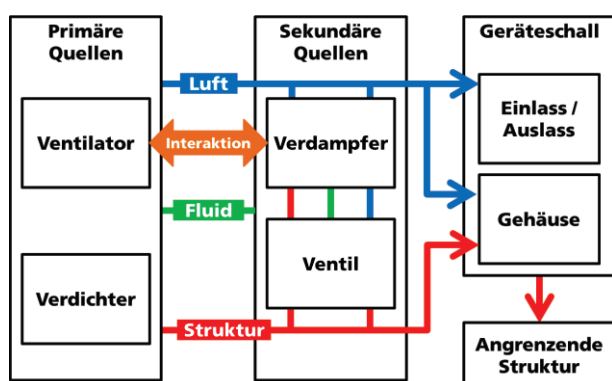 Primäre
Quellen
Ventilator
Verdichter
Luft
Interaktion
Fluid
Struktur
Sekundäre
Quellen
Verdampfer
Ventil
Geräteschall
Einlass /
Auslass
Gehäuse
Angrenzende
Struktur